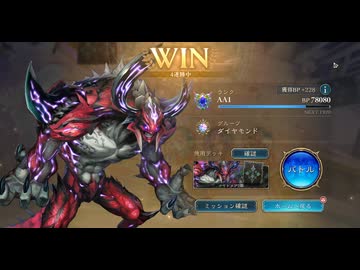 WIN
4連勝中
ランク
AA1
獲得BP +228
BP 78080
グループ
ダイヤモンド
使用デッキ
確認
バトル
ミッション確認
ホームに戻る